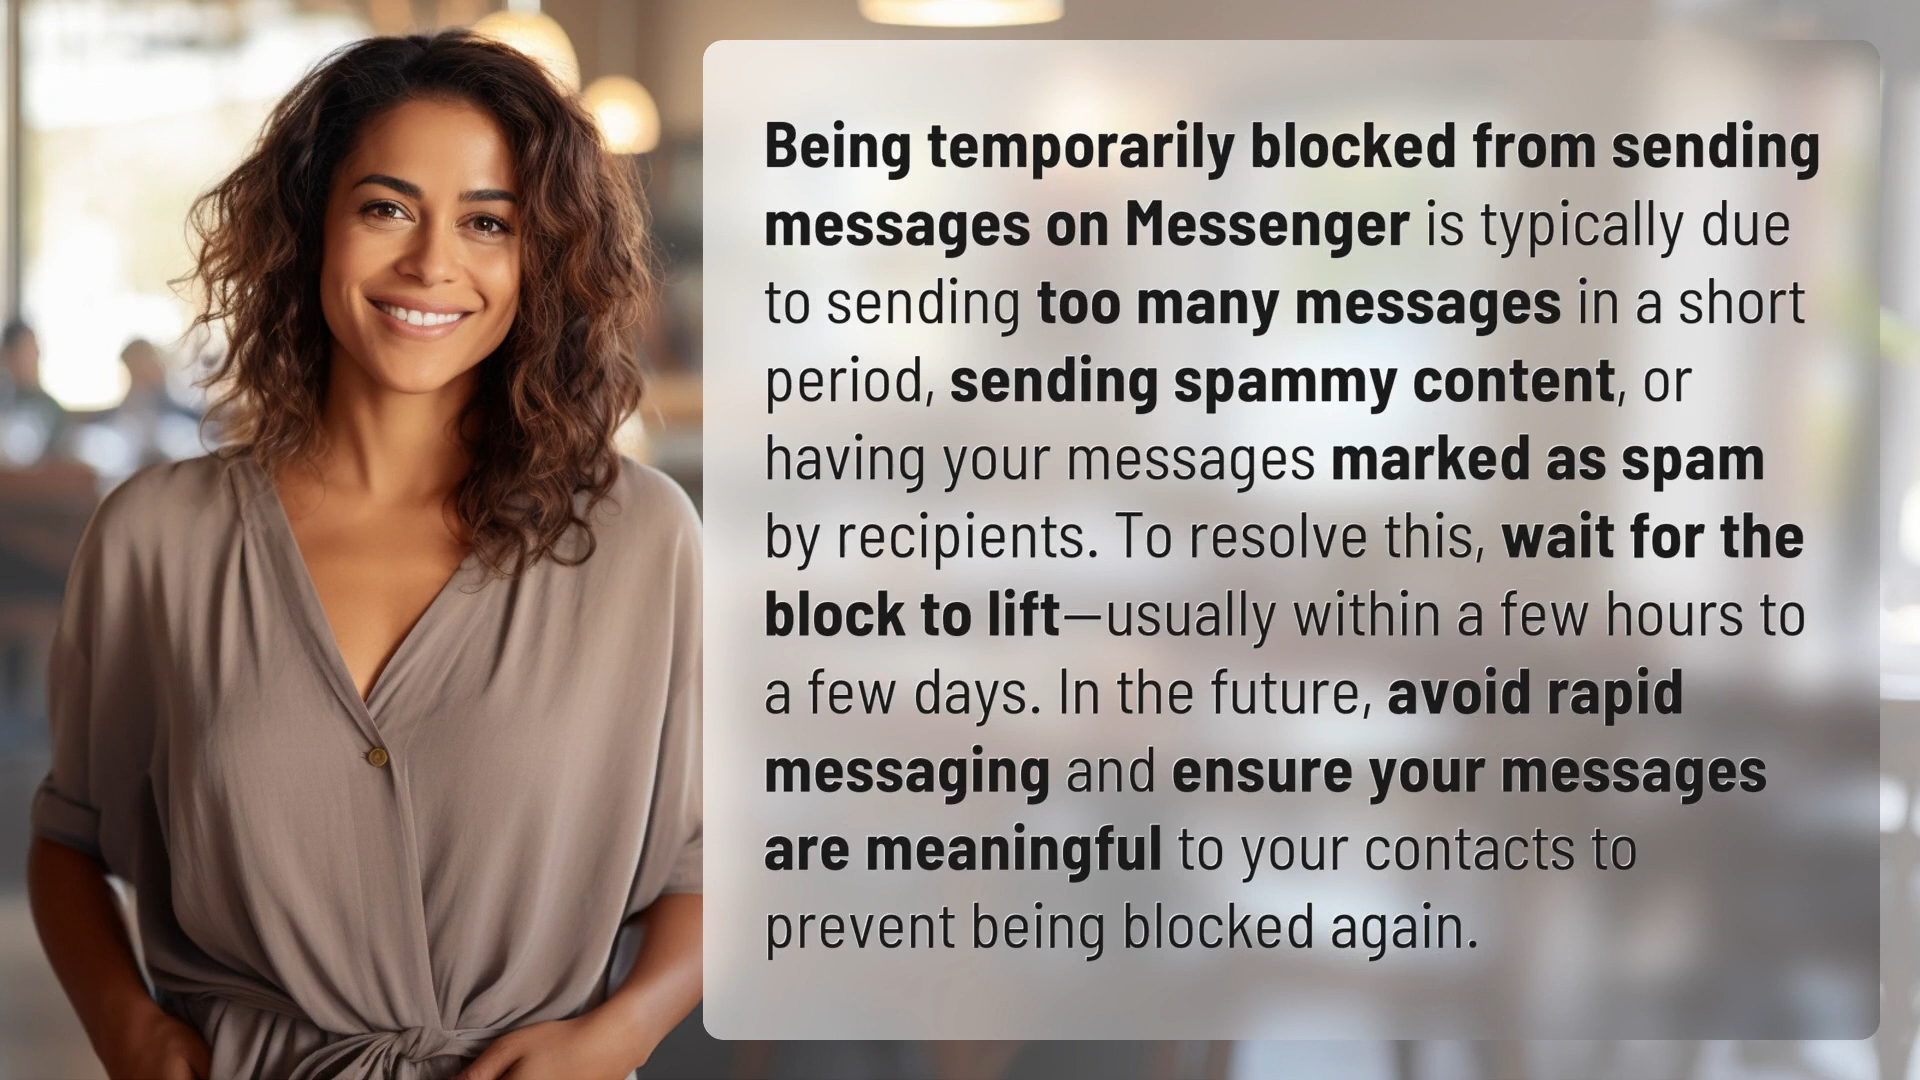 Being temporarily blocked from sending
messages on Messenger is typically due
to sending too many messages in a short
period, sending spammy content, or
having your messages marked as spam
by recipients. To resolve this, wait for the
block to lift—usually within a few hours to
a few days. In the future, avoid rapid
messaging and ensure your messages
are meaningful to your contacts to
prevent being blocked again.